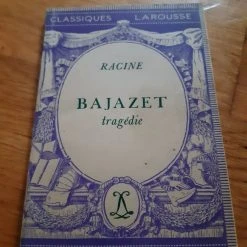 CLASSIQUES LAROUSSE
RACINE
BAJAZET
tragédie